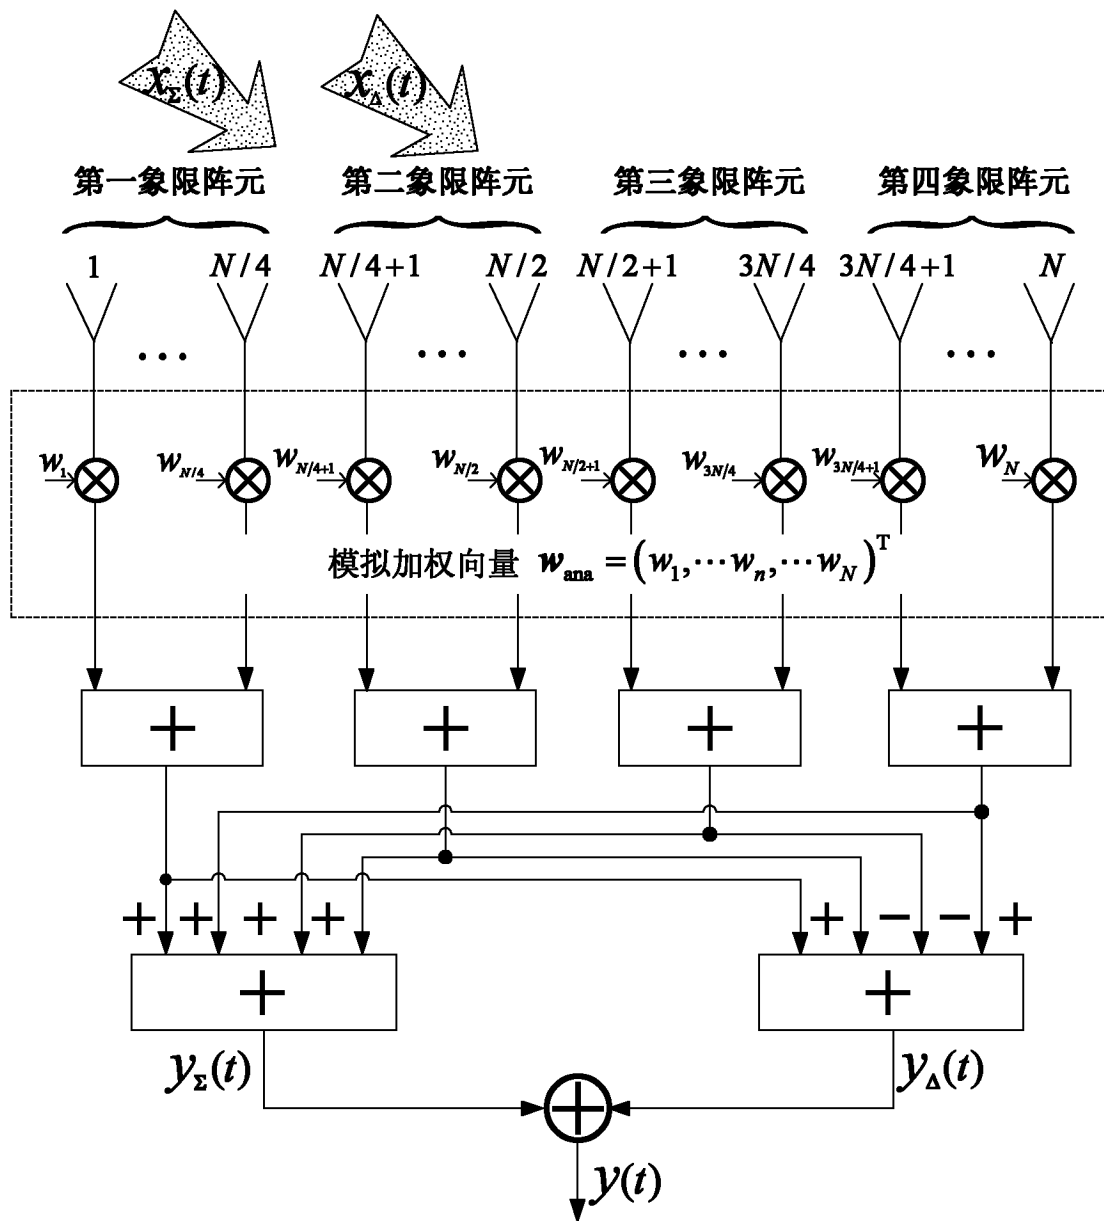 x_Σ(t) x_Δ(t)
第一象限阵元 第二象限阵元 第三象限阵元 第四象限阵元
1 N/4 N/4+1 N/2 N/2+1 3N/4 3N/4+1 N
… … … …
w_1 w_{N/4} w_{N/4+1} w_{N/2} w_{N/2+1} w_{3N/4} w_{3N/4+1} w_N
模拟加权向量 w_ana = (w_1,⋯w_n,⋯w_N)^T
+ + + +
+ + + + + − − +
+ +
y_Σ(t) y_Δ(t)
y(t)